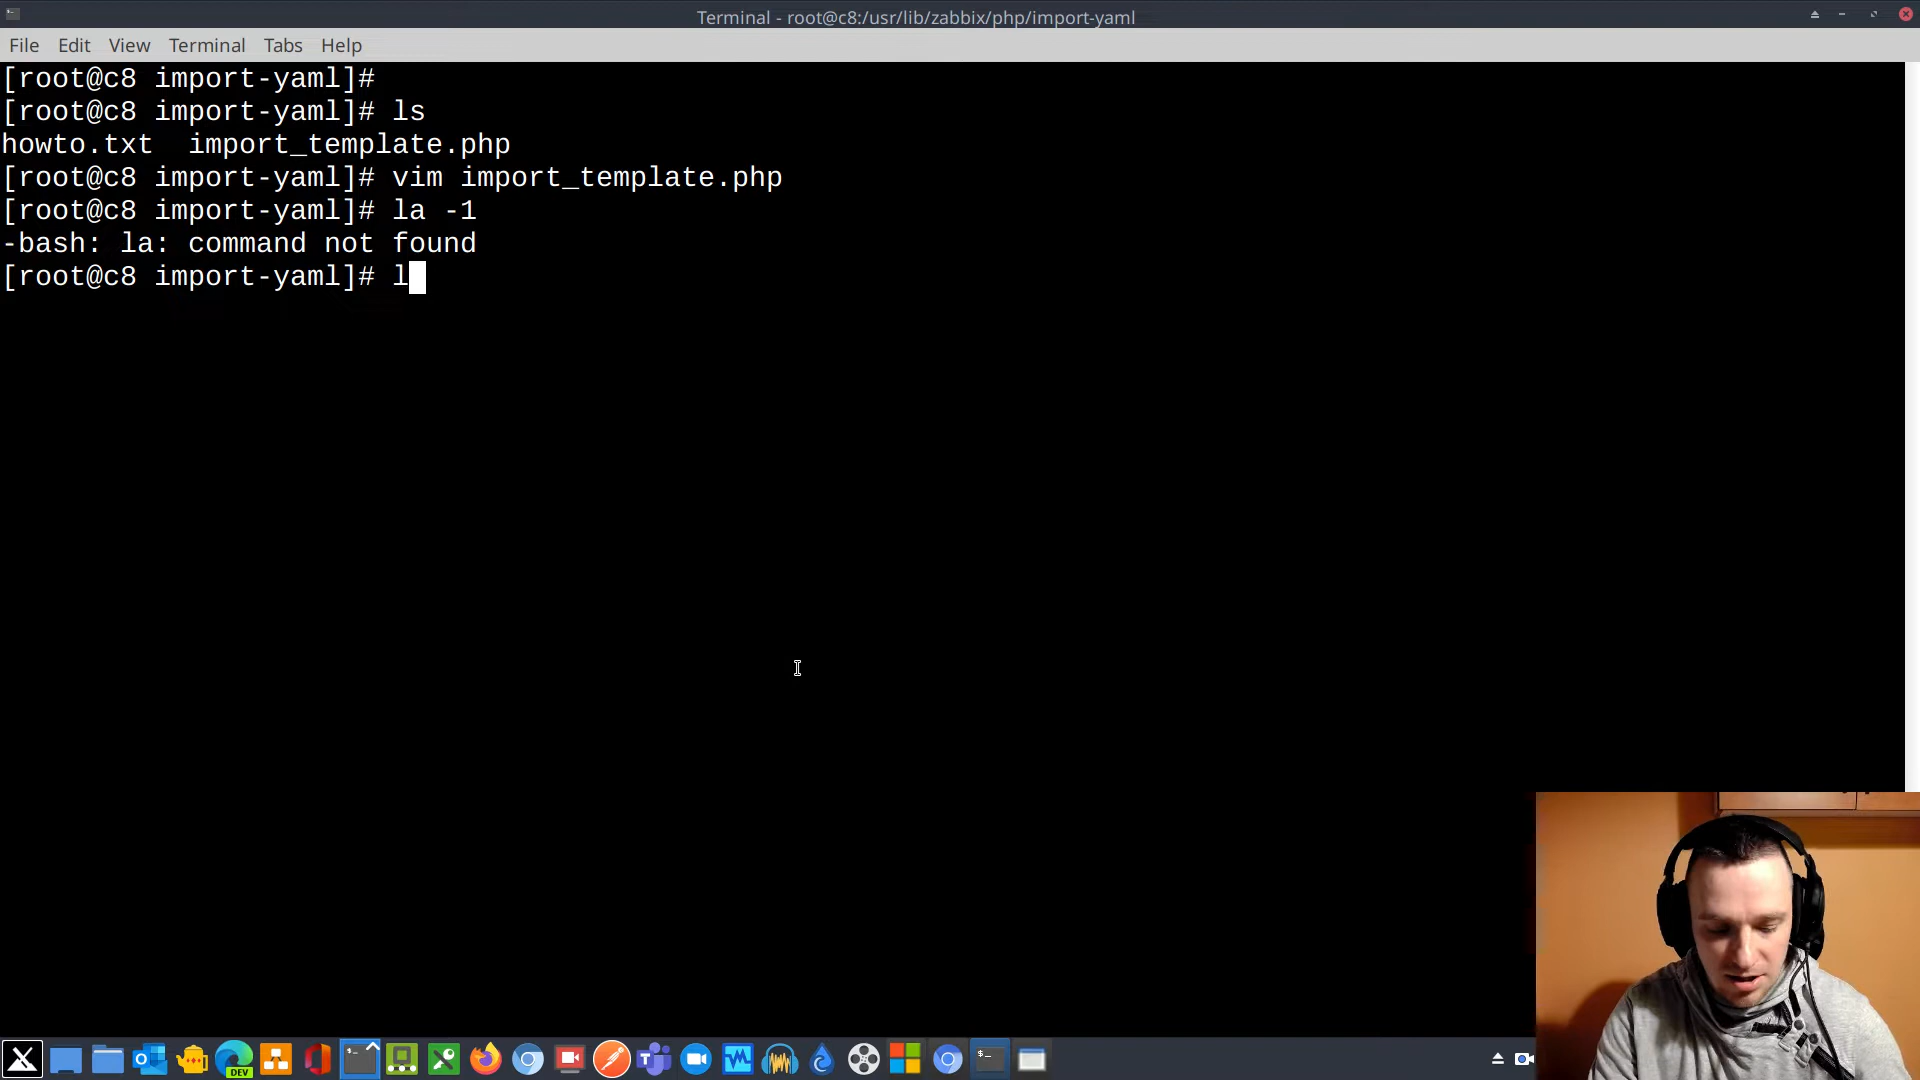 Terminal - root@c8:/usr/lib/zabbix/php/import-yaml
File Edit View Terminal Tabs Help
[root@c8 import-yaml]#
[root@c8 import-yaml]# ls
howto.txt  import_template.php
[root@c8 import-yaml]# vim import_template.php
[root@c8 import-yaml]# la -1
-bash: la: command not found
[root@c8 import-yaml]# l
DEV